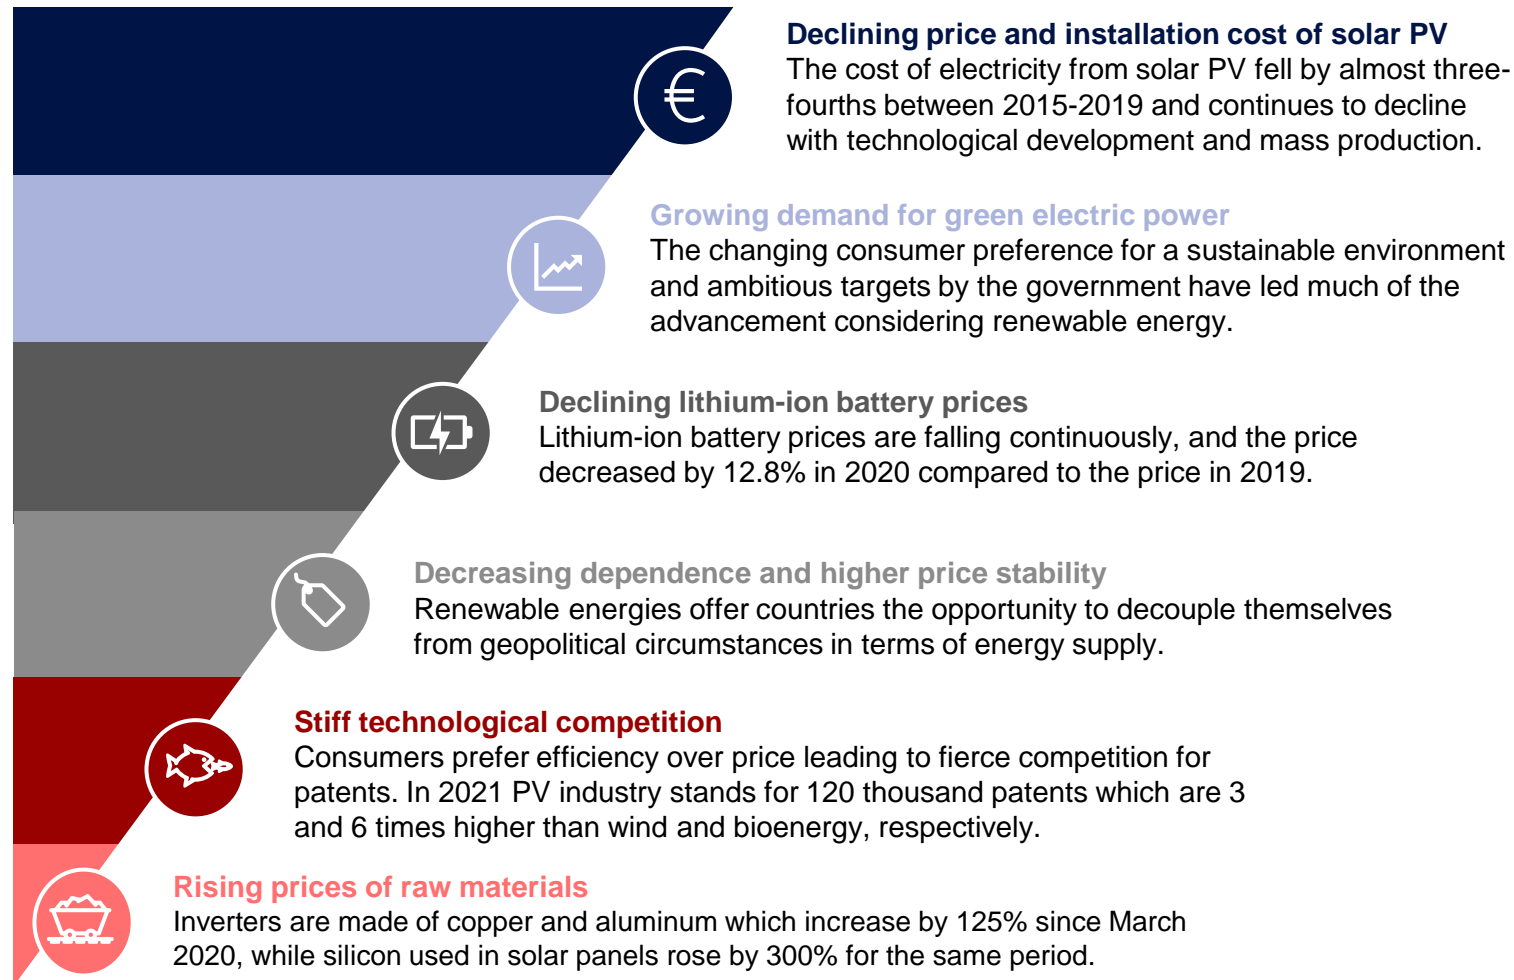 Declining price and installation cost of solar PV
The cost of electricity from solar PV fell by almost three-
fourths between 2015-2019 and continues to decline
with technological development and mass production.
€
Growing demand for green electric power
The changing consumer preference for a sustainable environment
and ambitious targets by the government have led much of the
advancement considering renewable energy.
Declining lithium-ion battery prices
Lithium-ion battery prices are falling continuously, and the price
decreased by 12.8% in 2020 compared to the price in 2019.
Decreasing dependence and higher price stability
Renewable energies offer countries the opportunity to decouple themselves
from geopolitical circumstances in terms of energy supply.
Stiff technological competition
Consumers prefer efficiency over price leading to fierce competition for
patents. In 2021 PV industry stands for 120 thousand patents which are 3
and 6 times higher than wind and bioenergy, respectively.
Rising prices of raw materials
Inverters are made of copper and aluminum which increase by 125% since March
2020, while silicon used in solar panels rose by 300% for the same period.